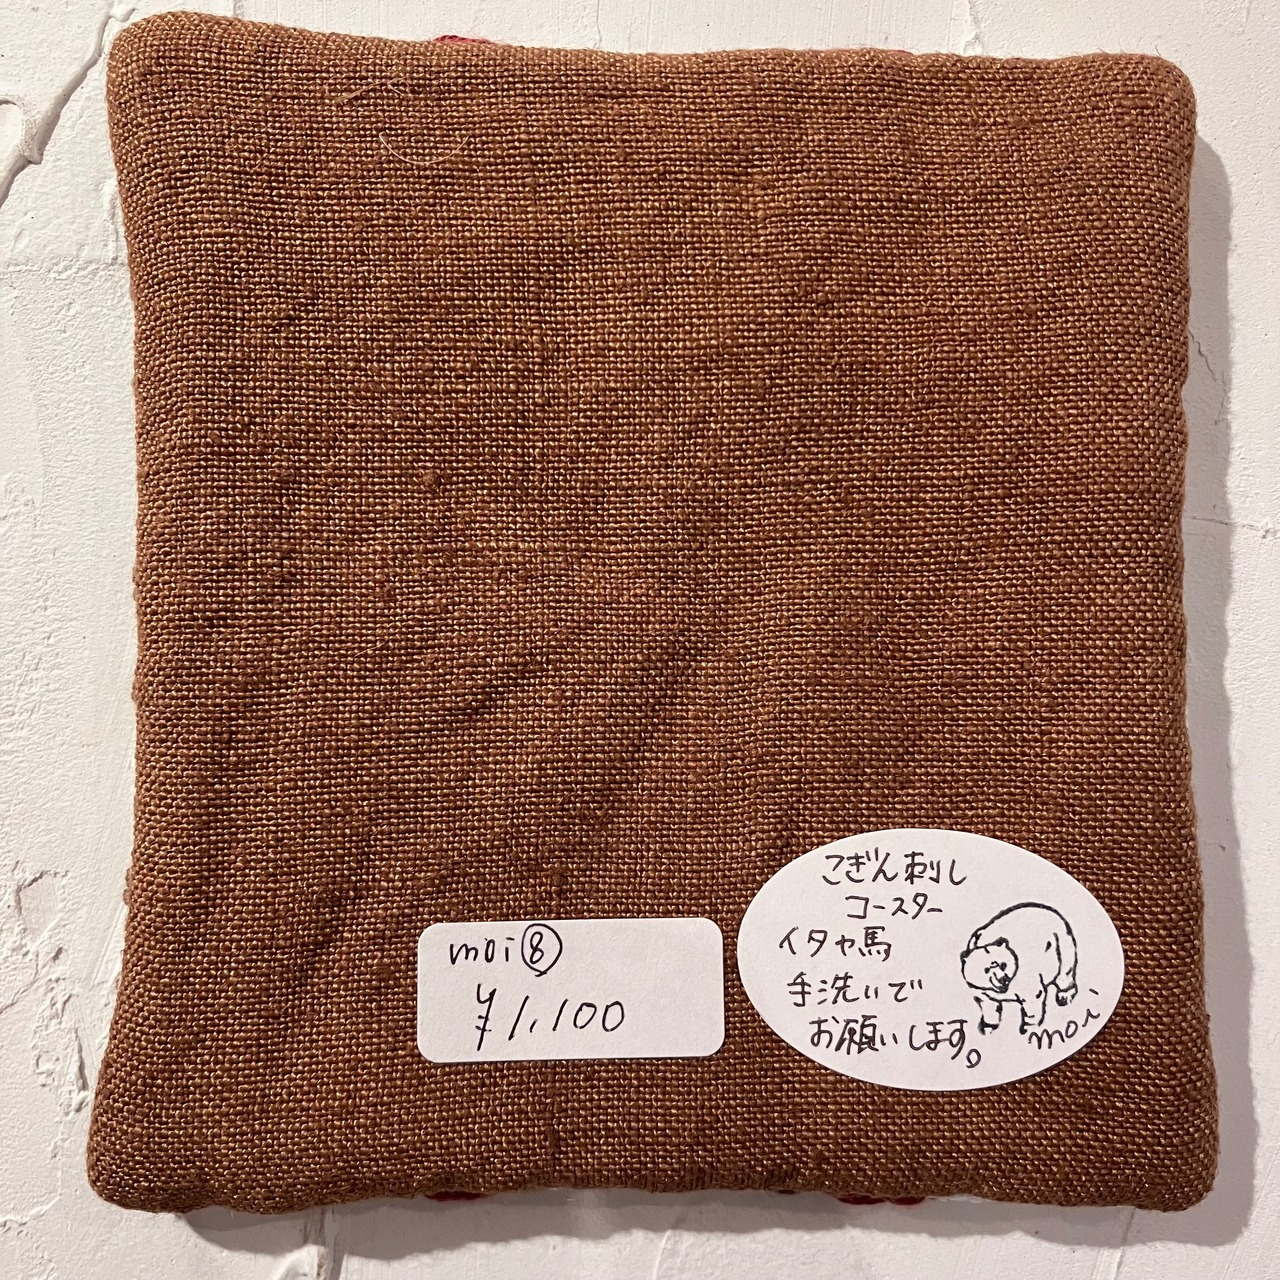 moi⑧
¥1,100
こぎん刺し
コースター
イタヤ馬
手洗いで
お願いします。
moi